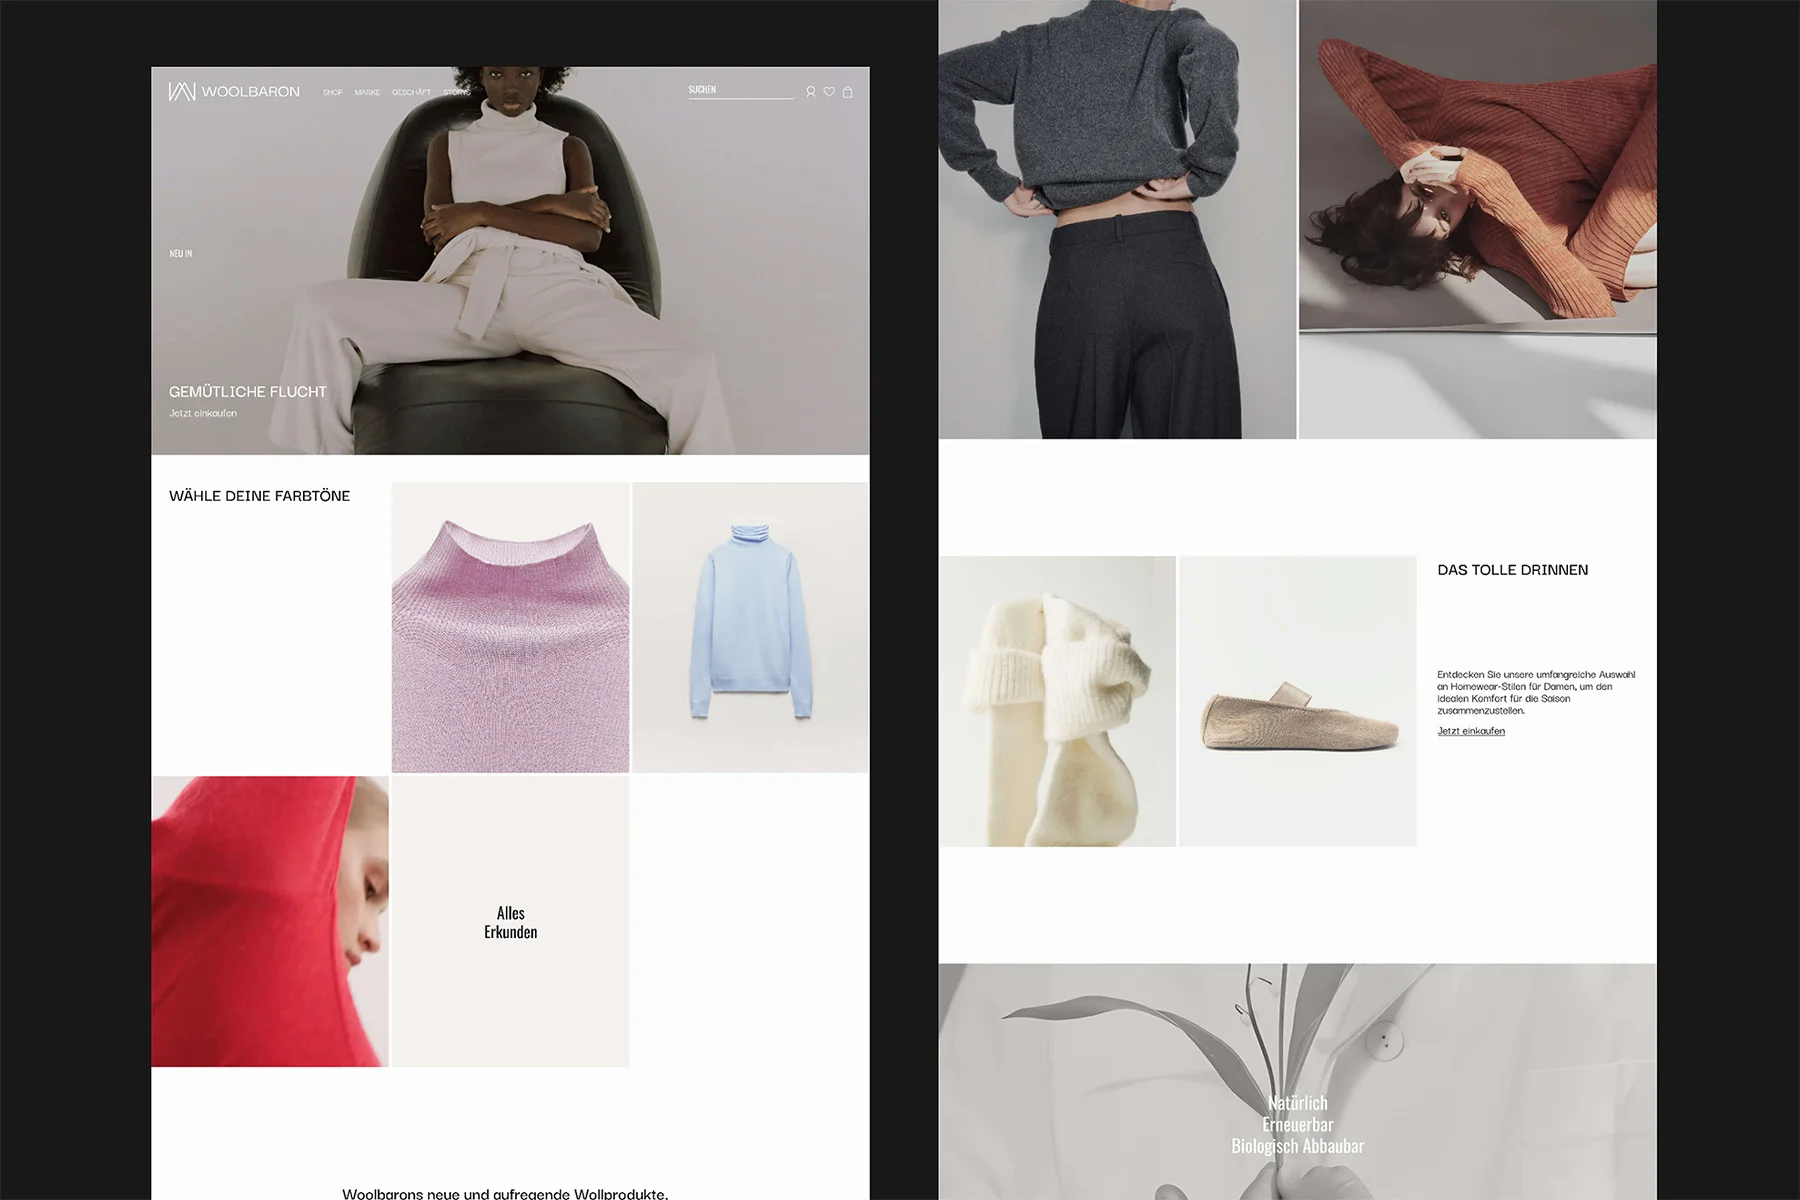 WOOLBARON
SHOP MARKE GESCHÄFT STORYS
SUCHEN
NEU IN
GEMÜTLICHE FLUCHT
Jetzt einkaufen
WÄHLE DEINE FARBTÖNE
Alles
Erkunden
Woolbarons neue und aufregende Wollprodukte,
DAS TOLLE DRINNEN
Entdecken Sie unsere umfangreiche Auswahl
an Homewear-Stilen für Damen, um den
idealen Komfort für die Saison
zusammenzustellen.
Jetzt einkaufen
Natürlich
Erneuerbar
Biologisch Abbaubar